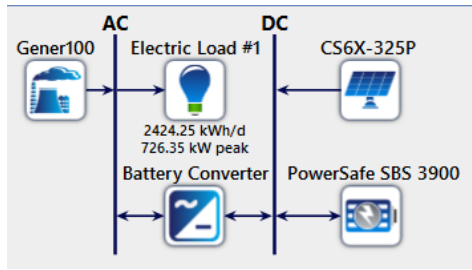 AC
DC
Gener100
Electric Load #1
CS6X-325P
2424.25 kWh/d
726.35 kW peak
Battery Converter
PowerSafe SBS 3900